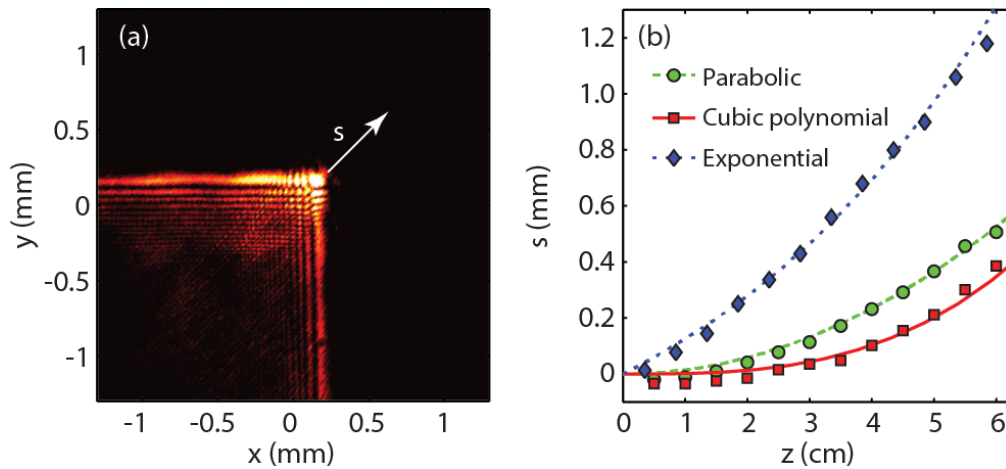 (a)
s
1
0.5
0
-0.5
-1
y (mm)
-1 -0.5 0 0.5 1
x (mm)
(b)
Parabolic
Cubic polynomial
Exponential
1.2
1.0
0.8
0.6
0.4
0.2
0
s (mm)
0 1 2 3 4 5 6
z (cm)